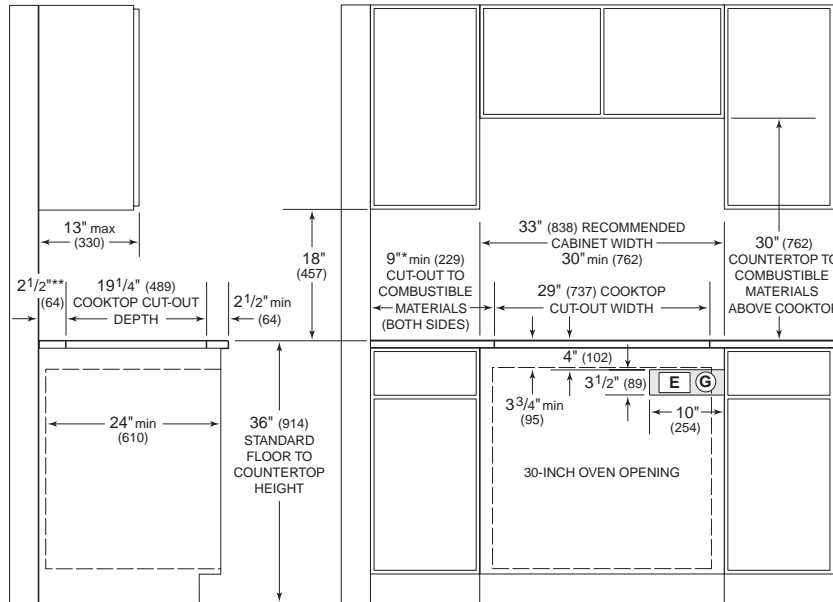 13" max
(330)
18"
(457)
2 1/2"**
(64)
19 1/4" (489)
COOKTOP CUT-OUT
DEPTH
2 1/2" min
(64)
24" min
(610)
36" (914)
STANDARD
FLOOR TO
COUNTERTOP
HEIGHT
33" (838) RECOMMENDED
CABINET WIDTH
30" min (762)
9"* min (229)
CUT-OUT TO
COMBUSTIBLE
MATERIALS
(BOTH SIDES)
29" (737) COOKTOP
CUT-OUT WIDTH
30" (762)
COUNTERTOP TO
COMBUSTIBLE
MATERIALS
ABOVE COOKTOP
4" (102)
3 1/2" (89)
E G
3 3/4" min
(95)
10"
(254)
30-INCH OVEN OPENING